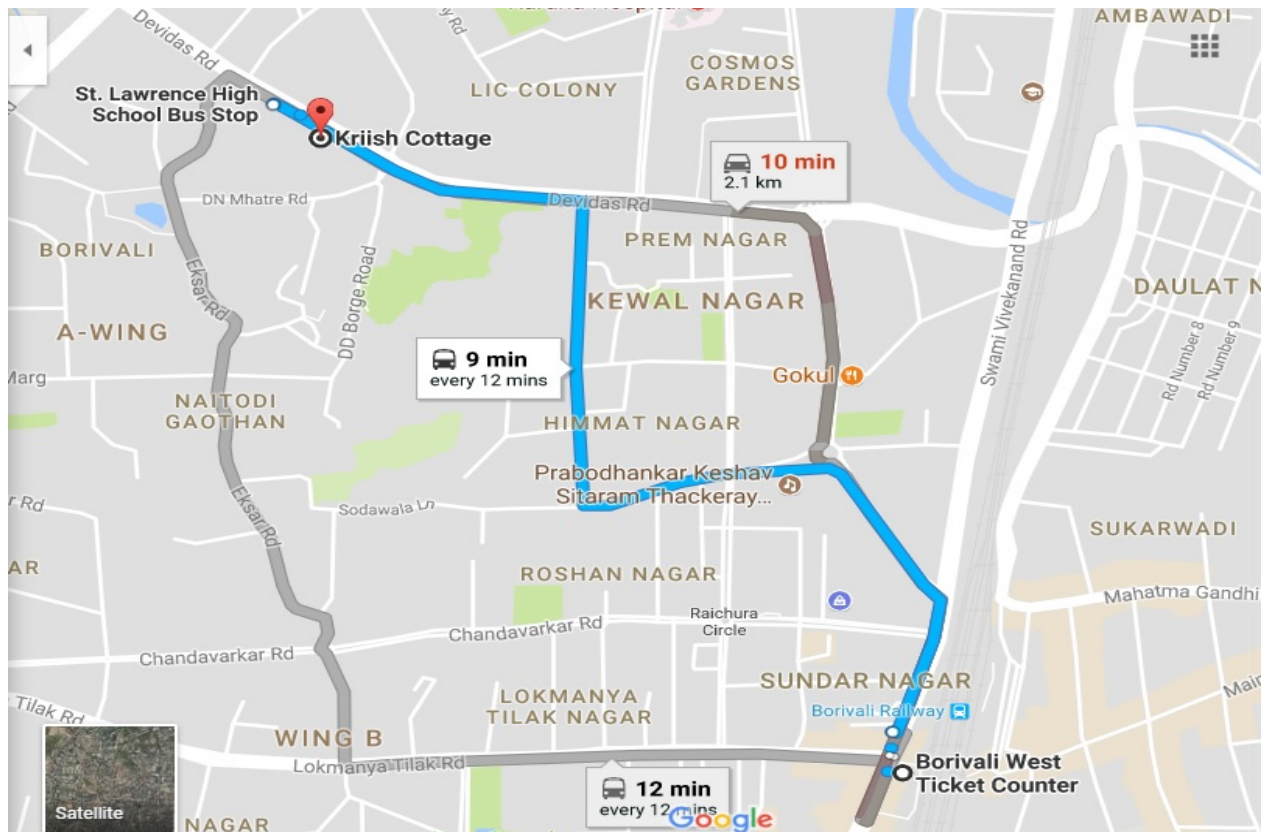 AMBAWADI
Devidas Rd
COSMOS
GARDENS
LIC COLONY
St. Lawrence High
School Bus Stop
Kriish Cottage
10 min
2.1 km
DN Mhatre Rd
Devidas Rd
PREM NAGAR
BORIVALI
Eksar Rd
DD Borge Road
KEWAL NAGAR
Swami Vivekanand Rd
DAULAT N
Rd Number 8
Rd Number 9
A-WING
9 min
every 12 mins
Gokul
Marg
NAITODI
GAOTHAN
HIMMAT NAGAR
Prabodhankar Keshav
Sitaram Thackeray...
Eksar Rd
Sodawala Ln
r Rd
SUKARWADI
AR
ROSHAN NAGAR
Mahatma Gandhi
Raichura
Circle
Chandavarkar Rd
Chandavarkar Rd
SUNDAR NAGAR
LOKMANYA
TILAK NAGAR
Borivali Railway
Main
Tilak Rd
WING B
Lokmanya Tilak Rd
Borivali West
Ticket Counter
12 min
every 12 mins
Google
Satellite
NAGAR